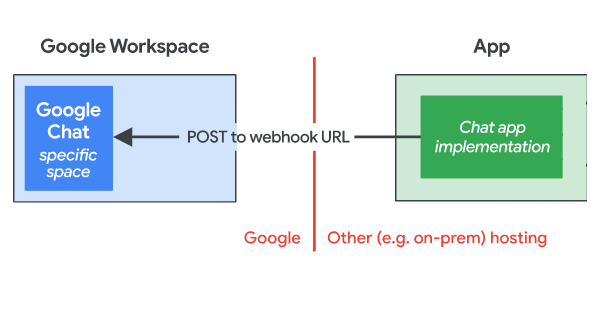 Google Workspace
App
Google
Chat
specific
space
POST to webhook URL
Chat app
implementation
Google
Other (e.g. on-prem) hosting